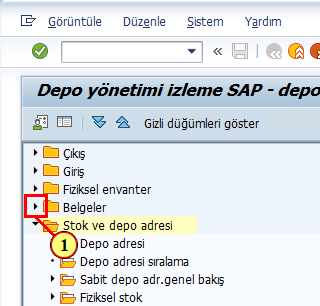 Görüntüle Düzenle Sistem Yardım
Depo yönetimi izleme SAP - depo
Gizli düğümleri göster
Çıkış
Giriş
Fiziksel envanter
Belgeler
Stok ve depo adresi
1 Depo adresi
Depo adresi sıralama
Sabit depo adr.genel bakış
Fiziksel stok